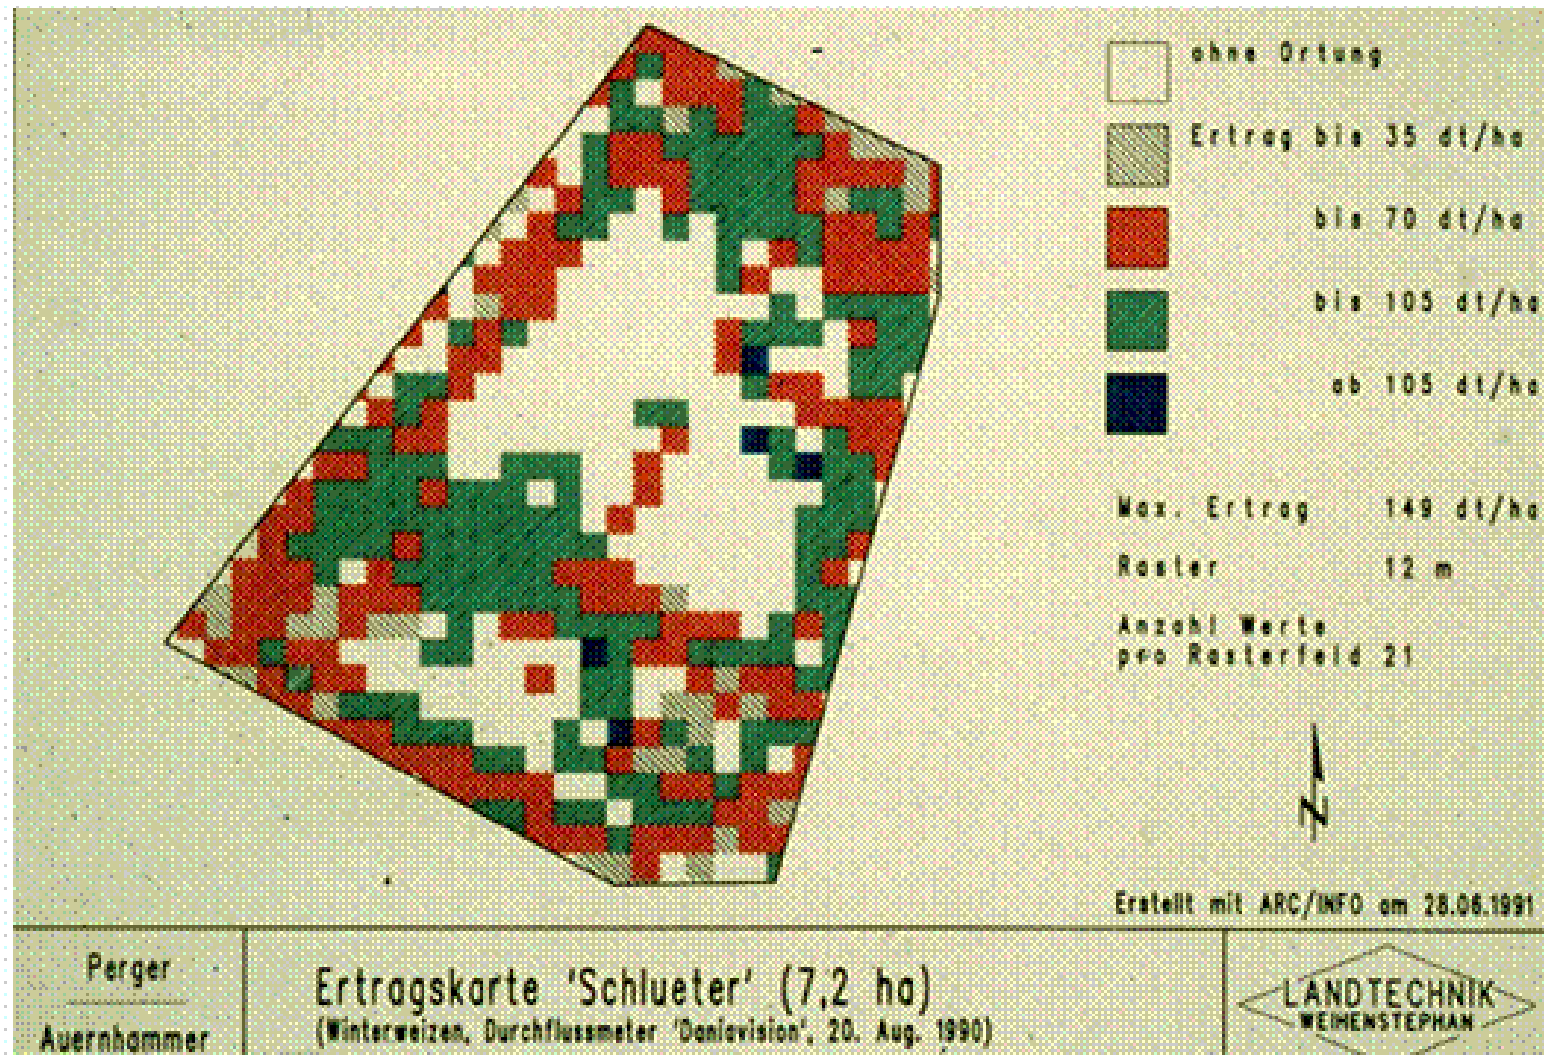 ohne Ortung
Ertrag bis 35 dt/ha
bis 70 dt/ha
bis 105 dt/ha
ab 105 dt/ha
Max. Ertrag 149 dt/ha
Raster 12 m
Anzahl Werte
pro Rasterfeld 21
N
Erstellt mit ARC/INFO am 28.06.1991
Perger
Auernhammer
Ertragskarte 'Schlueter' (7,2 ha)
(Winterweizen, Durchflussmeter 'Daniavision', 20. Aug. 1990)
LANDTECHNIK
WEIHENSTEPHAN